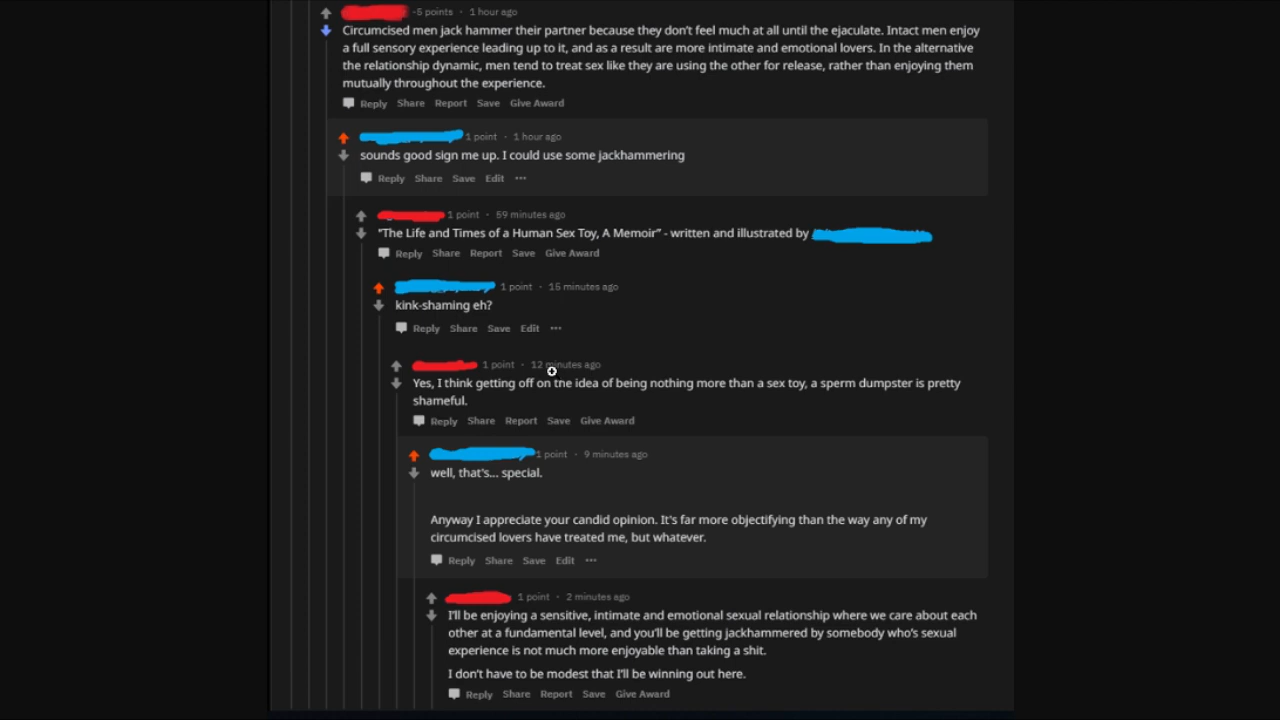 -5 points · 1 hour ago
Circumcised men jack hammer their partner because they don't feel much at all until the ejaculate. Intact men enjoy
a full sensory experience leading up to it, and as a result are more intimate and emotional lovers. In the alternative
the relationship dynamic, men tend to treat sex like they are using the other for release, rather than enjoying them
mutually throughout the experience.
Reply Share Report Save Give Award
1 point · 1 hour ago
sounds good sign me up. I could use some jackhammering
Reply Share Save Edit ···
1 point · 59 minutes ago
"The Life and Times of a Human Sex Toy, A Memoir" - written and illustrated by
Reply Share Report Save Give Award
1 point · 15 minutes ago
kink-shaming eh?
Reply Share Save Edit ···
1 point · 12 minutes ago
Yes, I think getting off on the idea of being nothing more than a sex toy, a sperm dumpster is pretty
shameful.
Reply Share Report Save Give Award
1 point · 9 minutes ago
well, that's... special.
Anyway I appreciate your candid opinion. It's far more objectifying than the way any of my
circumcised lovers have treated me, but whatever.
Reply Share Save Edit ···
1 point · 2 minutes ago
I'll be enjoying a sensitive, intimate and emotional sexual relationship where we care about each
other at a fundamental level, and you'll be getting jackhammered by somebody who's sexual
experience is not much more enjoyable than taking a shit.
I don't have to be modest that I'll be winning out here.
Reply Share Report Save Give Award